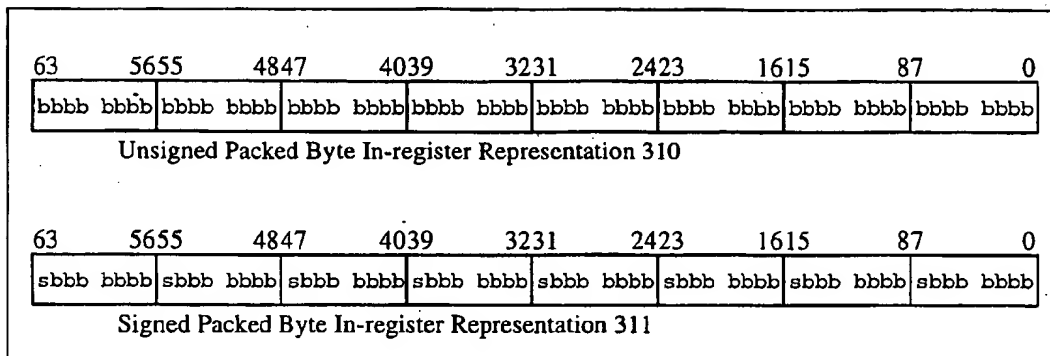 63 5655 4847 4039 3231 2423 1615 87 0
bbbb bbbb bbbb bbbb bbbb bbbb bbbb bbbb bbbb bbbb bbbb bbbb bbbb bbbb bbbb bbbb
Unsigned Packed Byte In-register Representation 310
63 5655 4847 4039 3231 2423 1615 87 0
sbbb bbbb sbbb bbbb sbbb bbbb sbbb bbbb sbbb bbbb sbbb bbbb sbbb bbbb sbbb bbbb
Signed Packed Byte In-register Representation 311